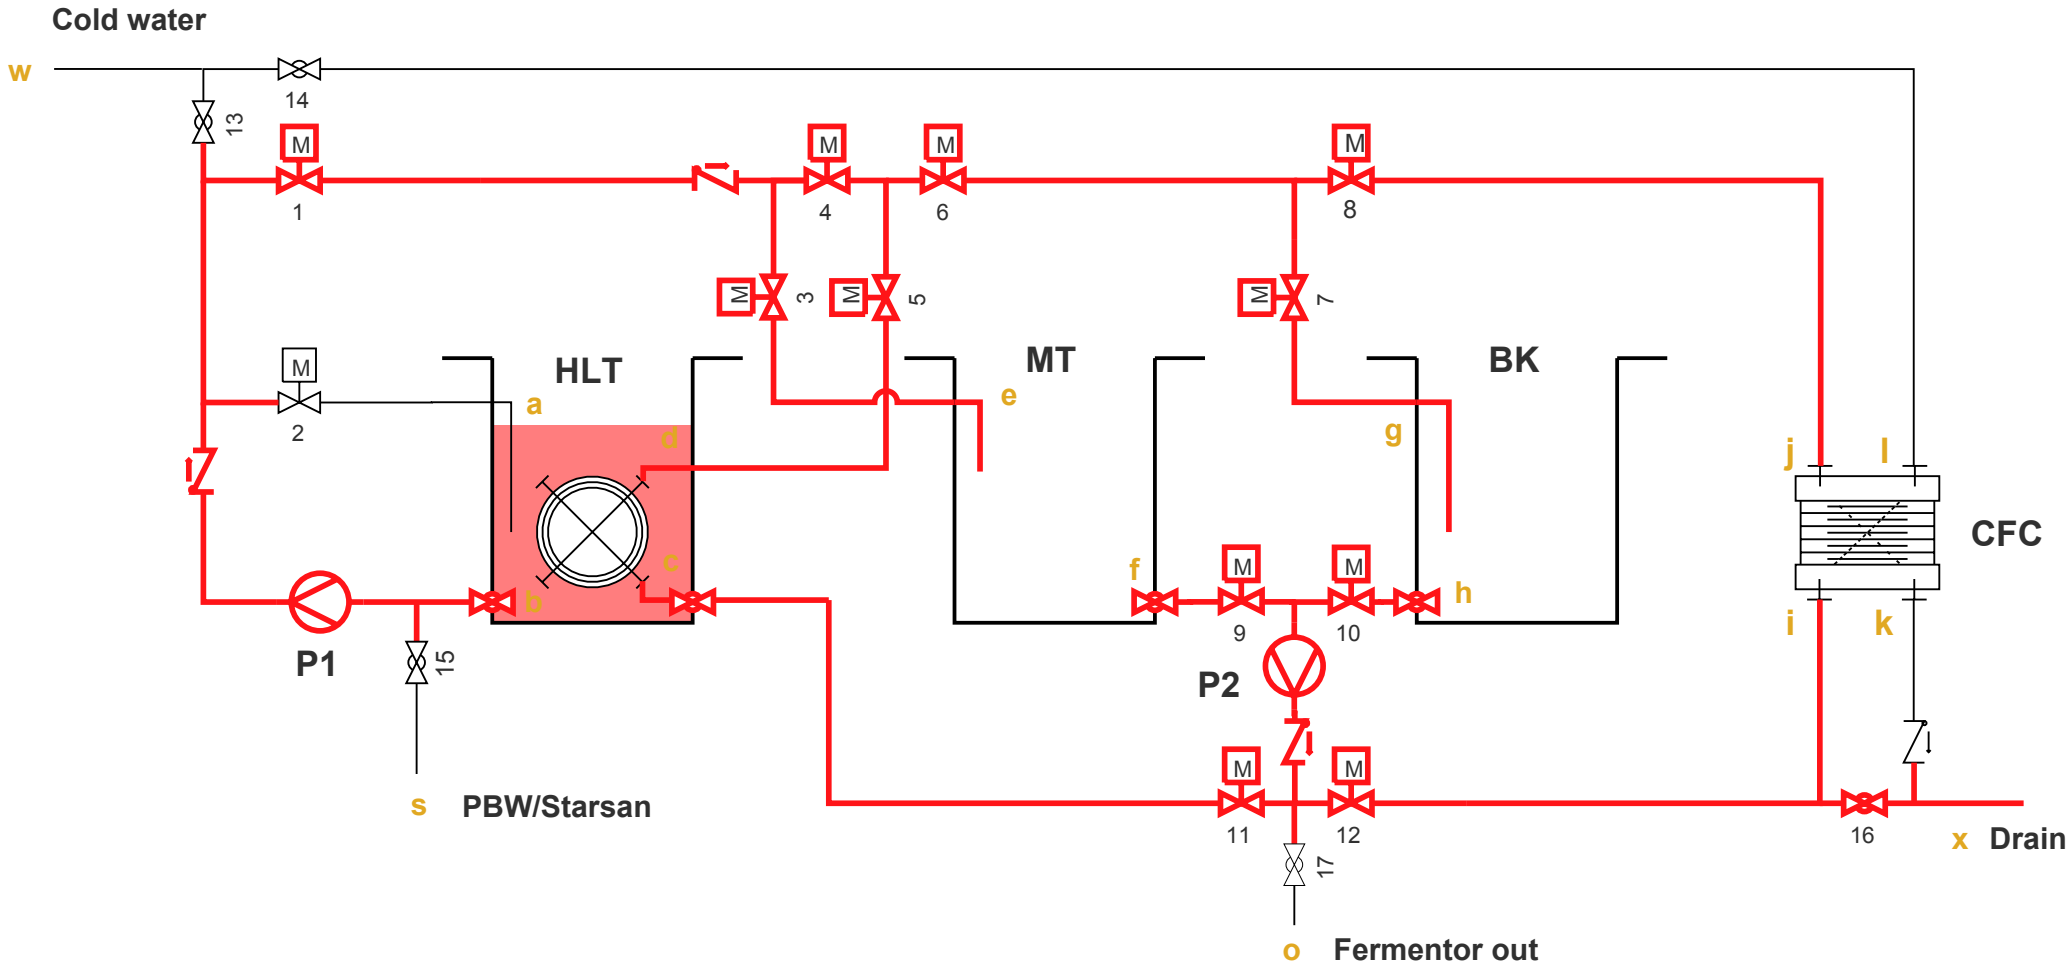 Cold water
w
14
13
M
M
M
M
1
4
6
8
M
3
M
5
M
7
HLT
MT
BK
M
a
e
2
d
g
j
l
CFC
c
f
M
M
b
h
9
10
i
k
P1
15
P2
s
PBW/Starsan
M
M
11
12
16
x
Drain
17
o
Fermentor out